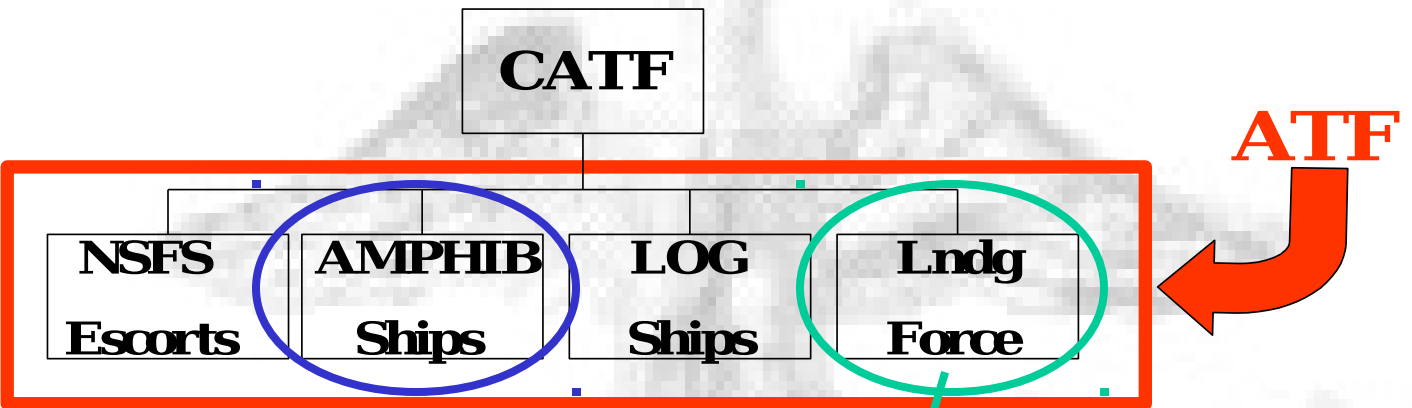 CATF
ATF
NSFS
Escorts
AMPHIB
Ships
LOG
Ships
Lndg
Force